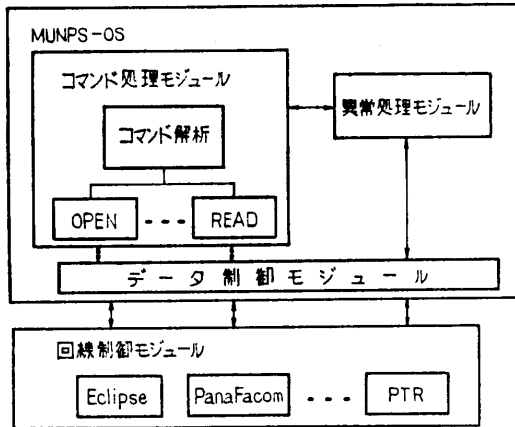 MUNPS-OS
コマンド処理モジュール
コマンド解析
OPEN --- READ
異常処理モジュール
データ制御モジュール
回線制御モジュール
Eclipse PanaFacom --- PTR